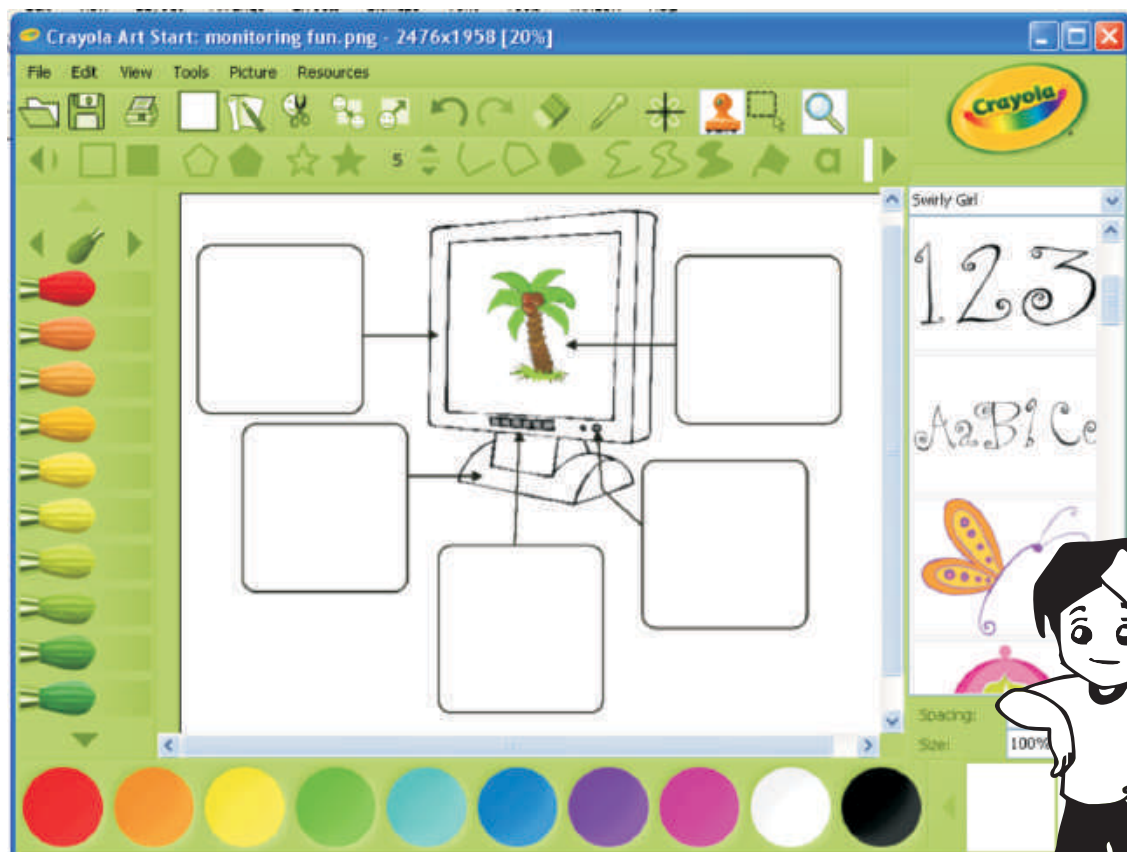 Crayola Art Start: monitoring fun.png - 2476x1958 [20%]
File Edit View Tools Picture Resources
Crayola
5
a
Swirly Girl
123
AaBbCc
Spacing:
Size: 100%